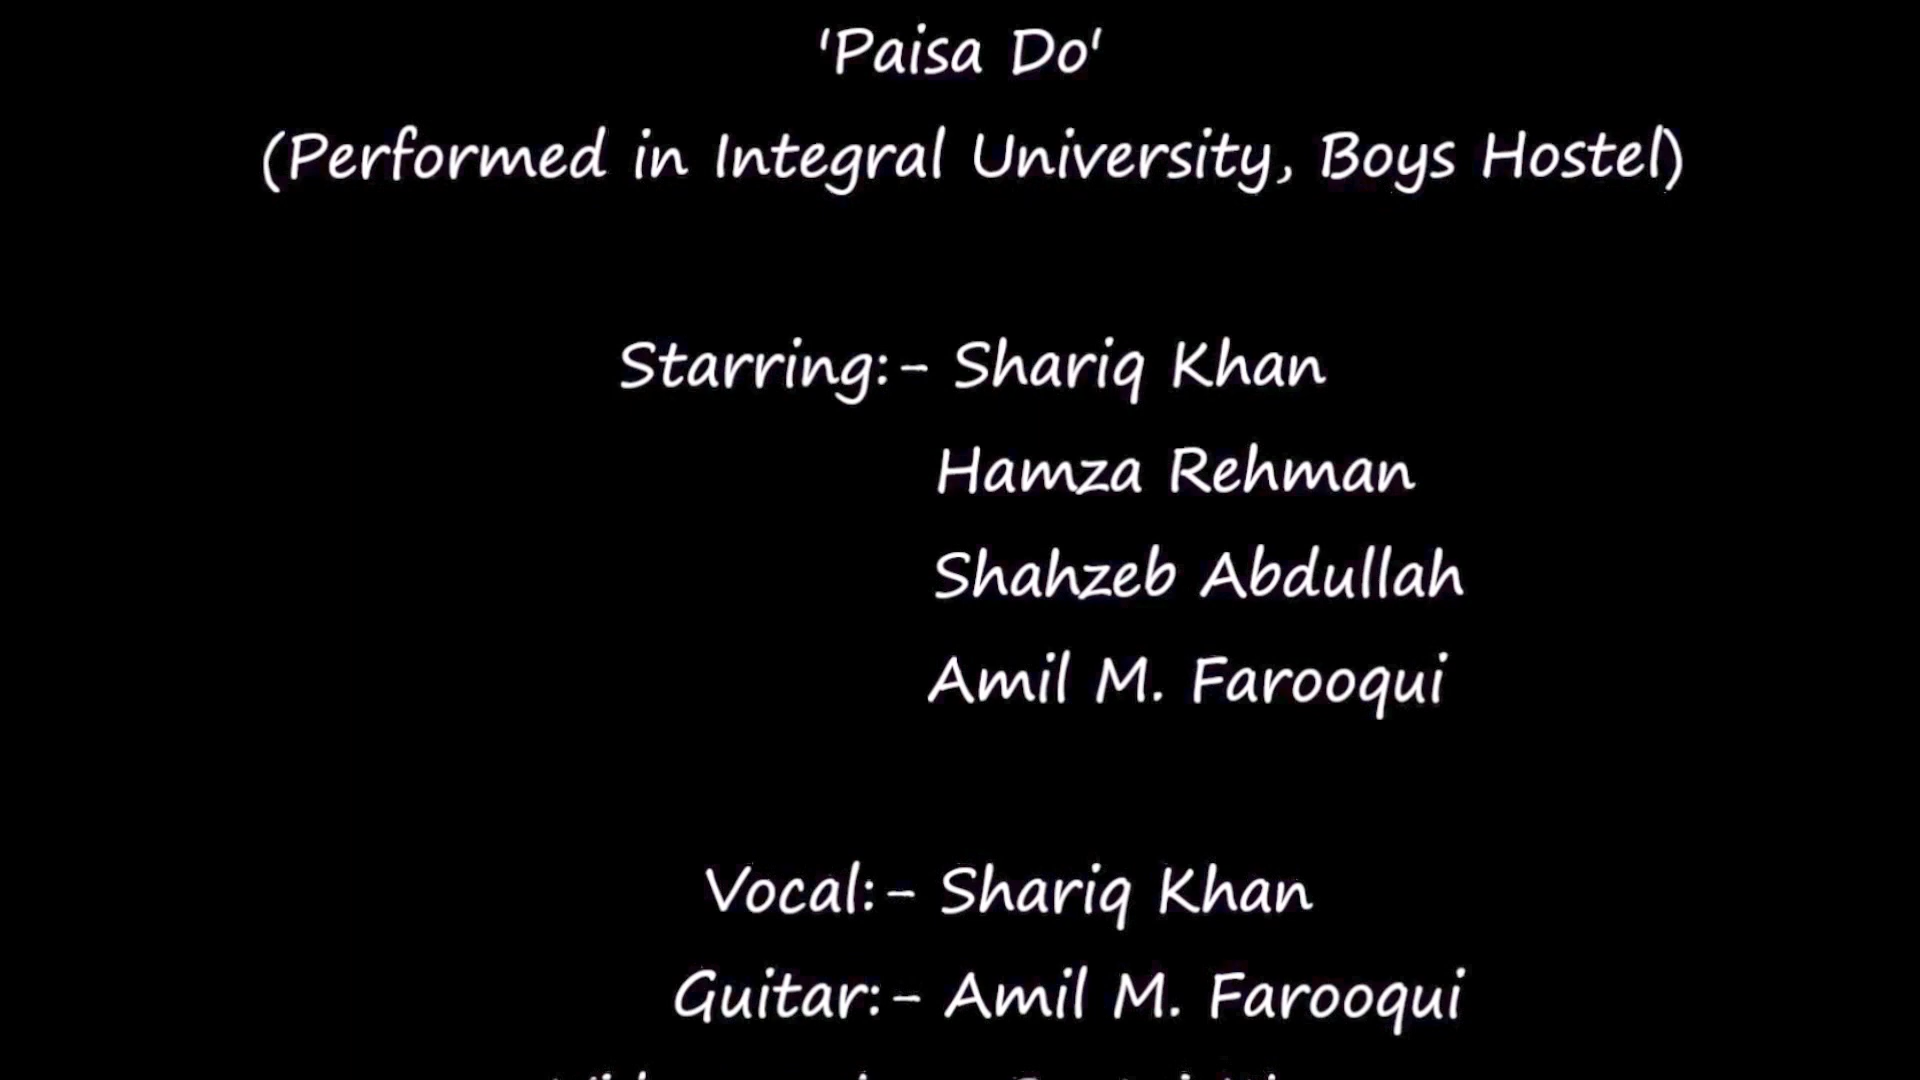 'Paisa Do'
(Performed in Integral University, Boys Hostel)
Starring:- Shariq Khan
Hamza Rehman
Shahzeb Abdullah
Amil M. Farooqui
Vocal:- Shariq Khan
Guitar:- Amil M. Farooqui